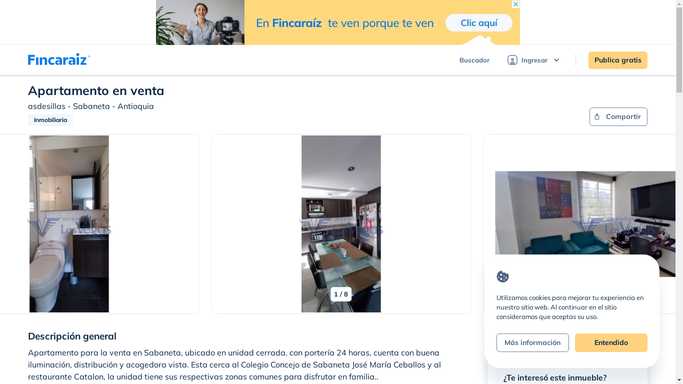 En Fincaraíz te ven porque te ven
Clic aquí
Fincaraiz
Buscador
Ingresar
Publica gratis
Apartamento en venta
asdesillas - Sabaneta - Antioquia
Inmobiliaria
Compartir
1 / 8
Utilizamos cookies para mejorar tu experiencia en
nuestro sitio web. Al continuar en el sitio
consideramos que aceptas su uso.
Más información
Entendido
Descripción general
Apartamento para la venta en Sabaneta, ubicado en unidad cerrada, con portería 24 horas, cuenta con buena
iluminación, distribución y acogedora vista. Esta cerca al Colegio Concejo de Sabaneta José María Ceballos y al
restaurante Catalon, la unidad tiene sus respectivas zonas comunes para disfrutar en familia..
¿Te interesó este inmueble?